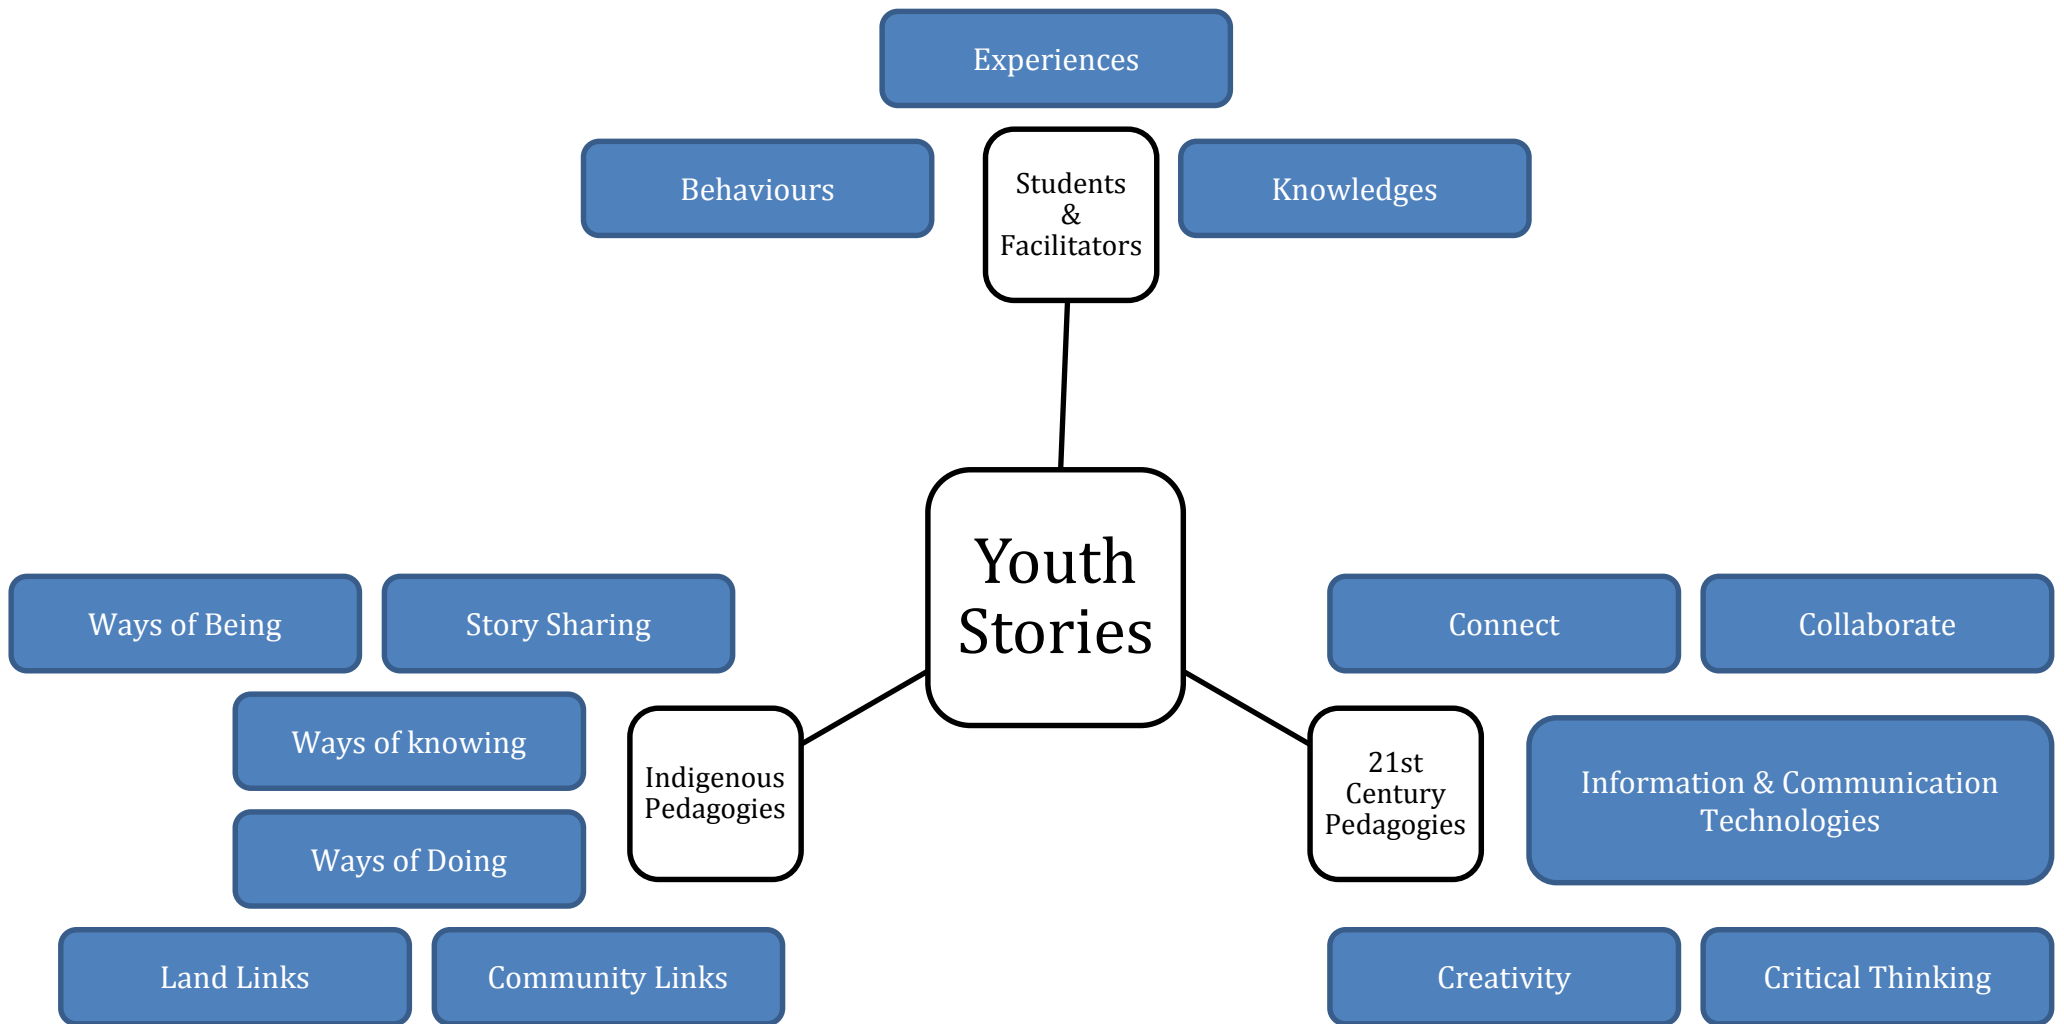 Experiences
Behaviours
Students
&
Facilitators
Knowledges
Youth
Stories
Ways of Being
Story Sharing
Ways of knowing
Ways of Doing
Land Links
Community Links
Indigenous
Pedagogies
Connect
Collaborate
21st
Century
Pedagogies
Information & Communication
Technologies
Creativity
Critical Thinking